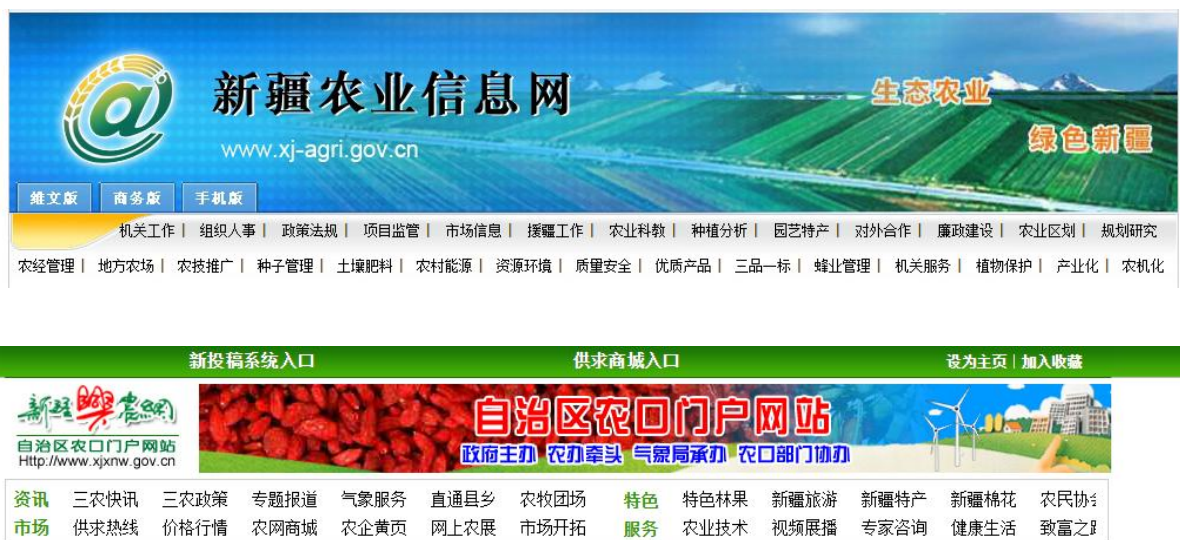 新疆农业信息网
www.xj-agri.gov.cn
生态农业
绿色新疆
维文版 商务版 手机版
机关工作| 组织人事| 政策法规| 项目监管| 市场信息| 援疆工作| 农业科教| 种植分析| 园艺特产| 对外合作| 廉政建设| 农业区划| 规划研究
农经管理| 地方农场| 农技推广| 种子管理| 土壤肥料| 农村能源| 资源环境| 质量安全| 优质产品| 三品一标| 蜂业管理| 机关服务| 植物保护| 产业化| 农机化
新投稿系统入口 供求商城入口 设为主页|加入收藏
新疆興農網
自治区农口门户网站
Http://www.xjxnw.gov.cn
自治区农口门户网站
政府主办 农办牵头 气象局承办 农口部门协办
资讯 三农快讯 三农政策 专题报道 气象服务 直通县乡 农牧团场 特色 特色林果 新疆旅游 新疆特产 新疆棉花 农民协
市场 供求热线 价格行情 农网商城 农企黄页 网上农展 市场开拓 服务 农业技术 视频展播 专家咨询 健康生活 致富之